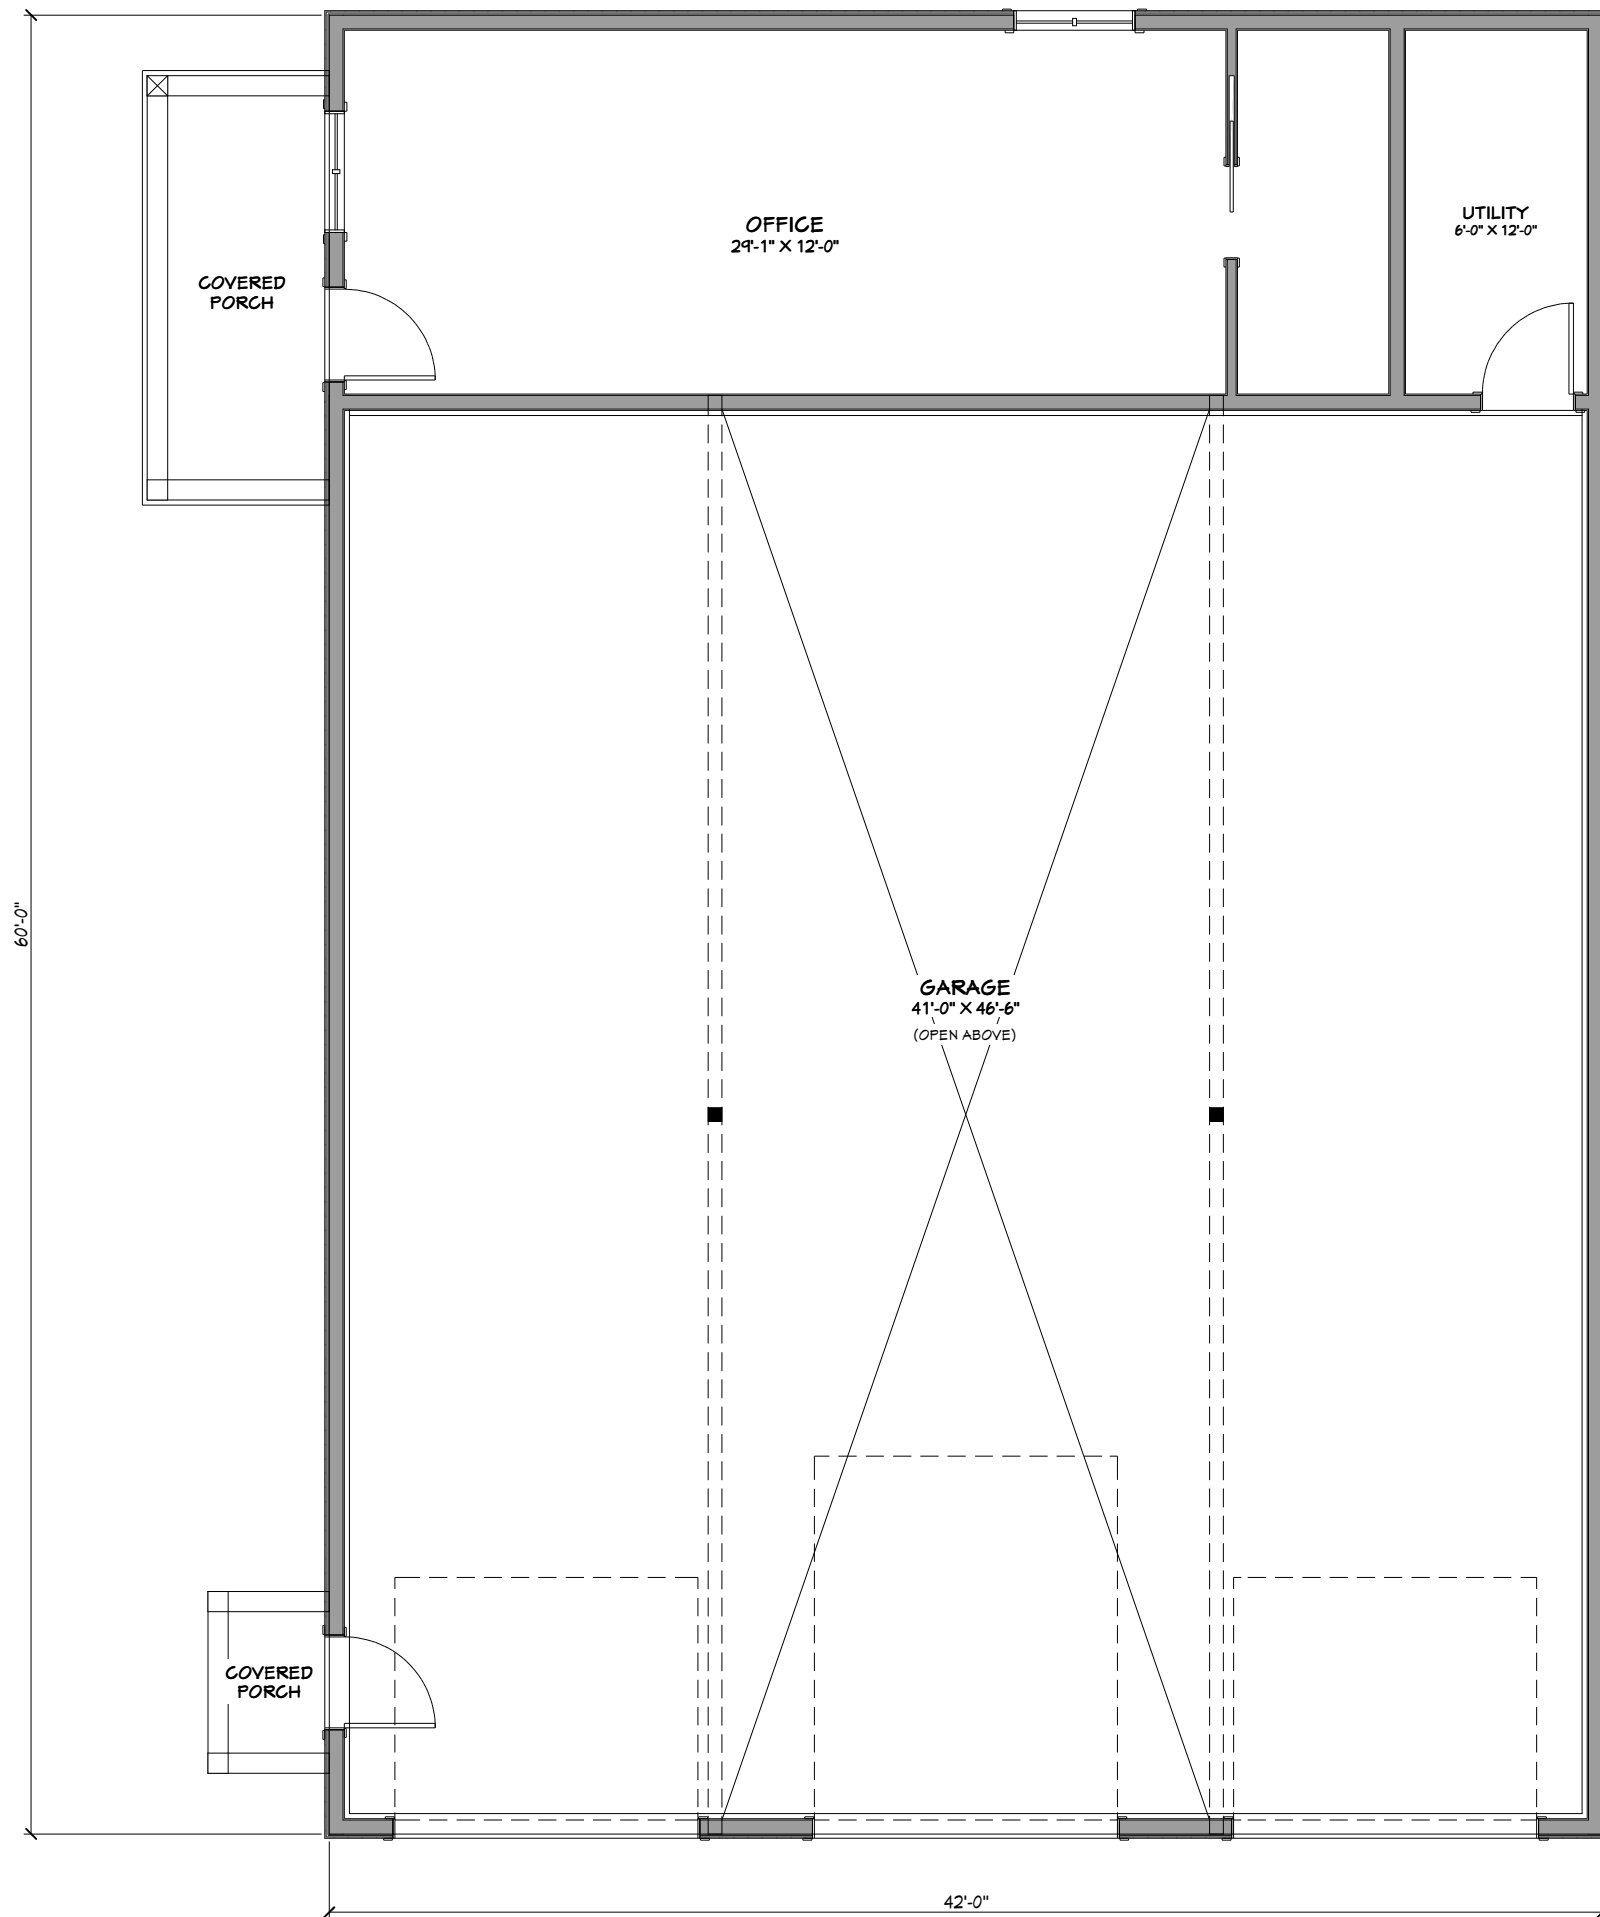 OFFICE
29'-1" X 12'-0"
UTILITY
6'-0" X 12'-0"
COVERED
PORCH
60'-0"
GARAGE
41'-0" X 46'-6"
(OPEN ABOVE)
COVERED
PORCH
42'-0"